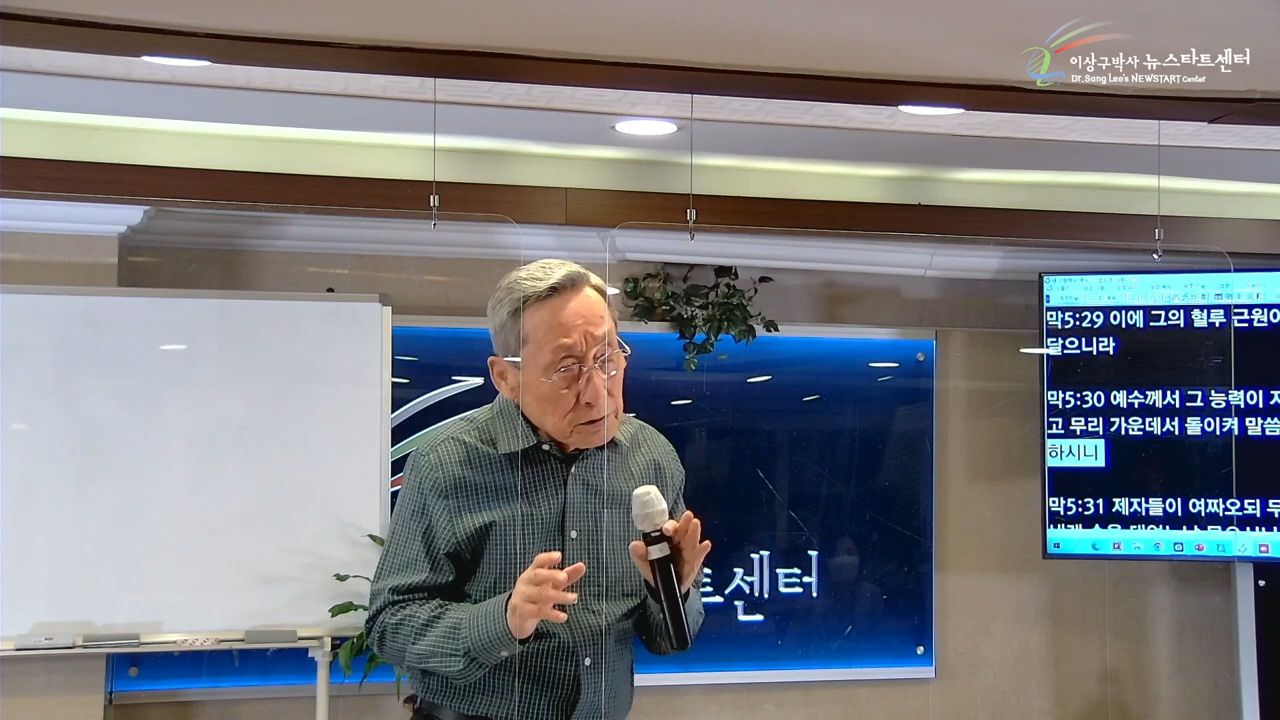 이상구박사 뉴스타트센터
Dr. Sang Lee's NEWSTART Center
막5:29 이에 그의 혈루 근원이
달으니라
막5:30 예수께서 그 능력이
고 무리 가운데서 돌이켜 말씀
하시니
막5:31 제자들이 여짜오되
트센터